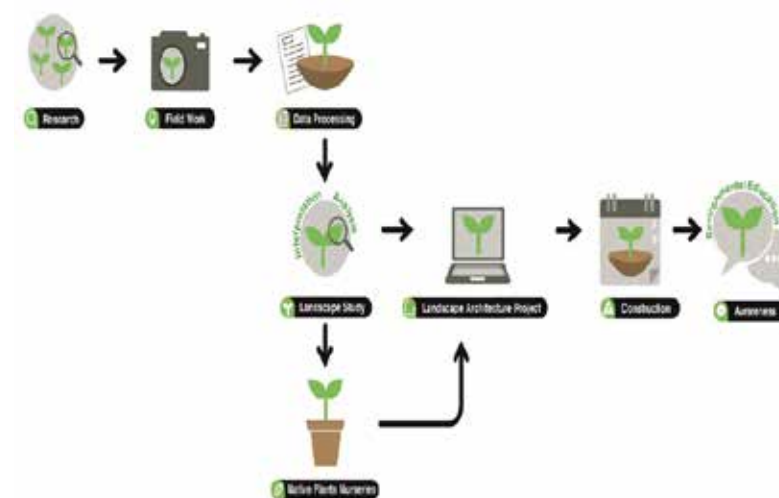 Research
Field Work
Data Processing
Interpretation Analysis
Environmental Education
Landscape Study
Landscape Architecture Project
Construction
Awareness
Native Plants Nurseries